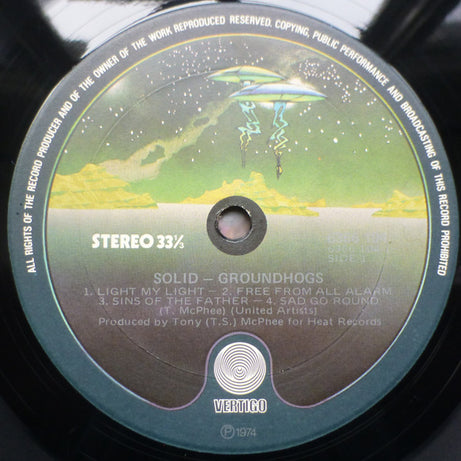 ALL RIGHTS OF THE RECORD PRODUCER AND OF THE OWNER OF THE WORK REPRODUCED RESERVED. COPYING, PUBLIC PERFORMANCE AND BROADCASTING OF THIS RECORD PROHIBITED
STEREO 33⅓
SIDE
SOLID – GROUNDHOGS
1. LIGHT MY LIGHT – 2. FREE FROM ALL ALARM
3. SINS OF THE FATHER – 4. SAD GO ROUND
(T. McPhee) (United Artists)
Produced by Tony (T.S.) McPhee for Heat Records
VERTIGO
Ⓟ 1974